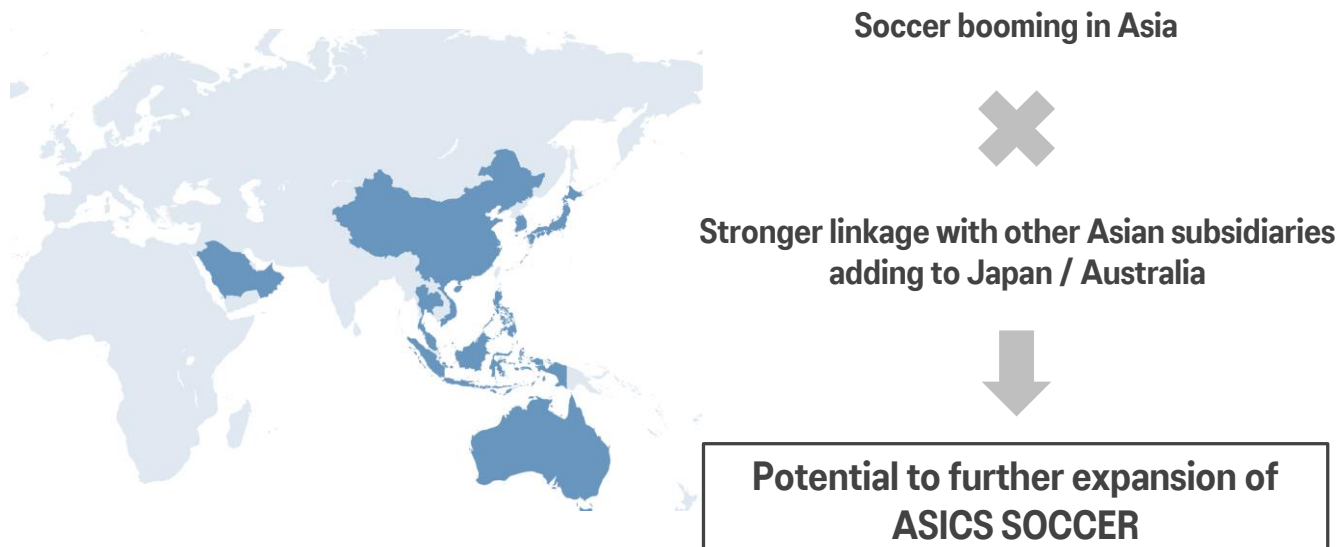 Soccer booming in Asia
Stronger linkage with other Asian subsidiaries
adding to Japan / Australia
Potential to further expansion of
ASICS SOCCER